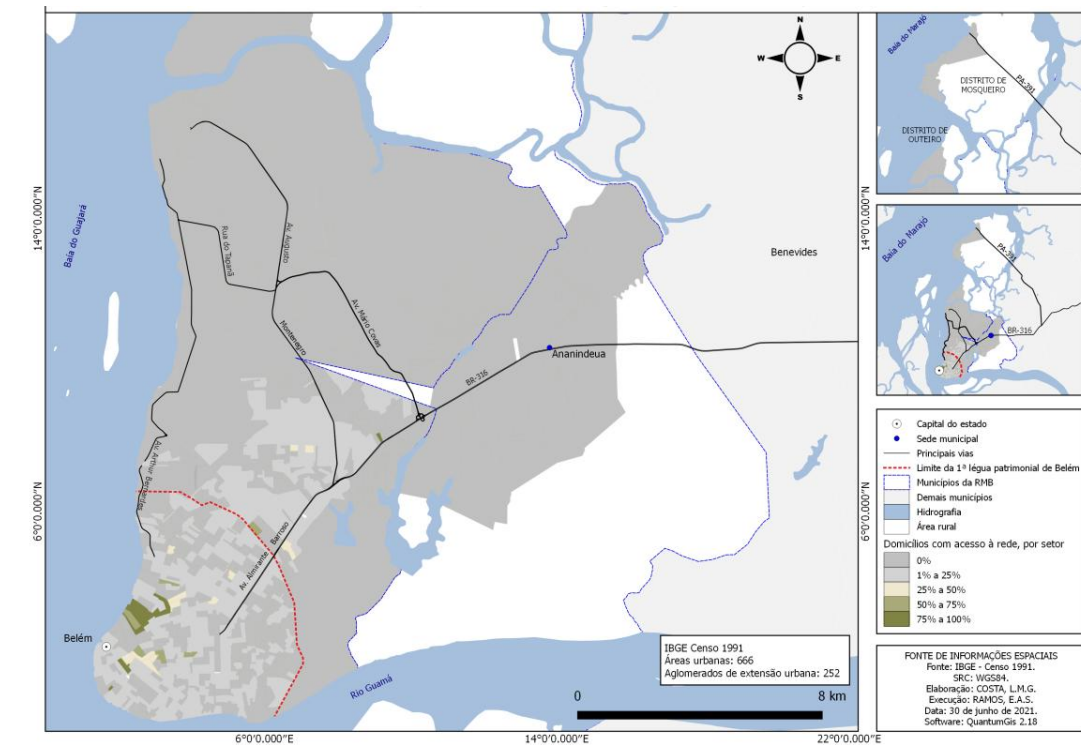 N
W
E
S
Baia do Guajará
Rua do Tapanã
Av. Augusto
Montenegro
Av. Mário Covas
BR-316
Ananindeua
Benevides
Av. Arthur Bernardes
Av. Almirante Barroso
Belém
Rio Guamá
14°0'0.000"N
6°0'0.000"N
14°0'0.000"N
6°0'0.000"N
6°0'0.000"E
14°0'0.000"E
22°0'0.000"E
IBGE Censo 1991
Áreas urbanas: 666
Aglomerados de extensão urbana: 252
0
8 km
Baia do Marajó
DISTRITO DE
MOSQUEIRO
PA-391
DISTRITO DE
OUTEIRO
Baia do Marajó
PA-391
BR-316
Capital do estado
Sede municipal
Principais vias
Limite da 1ª légua patrimonial de Belém
Municípios da RMB
Demais municípios
Hidrografia
Área rural
Domicílios com acesso à rede, por setor
0%
1% a 25%
25% a 50%
50% a 75%
75% a 100%
FONTE DE INFORMAÇÕES ESPACIAIS
Fonte: IBGE - Censo 1991.
SRC: WGS84.
Elaboração: COSTA, L.M.G.
Execução: RAMOS, E.A.S.
Data: 30 de junho de 2021.
Software: QuantumGis 2.18